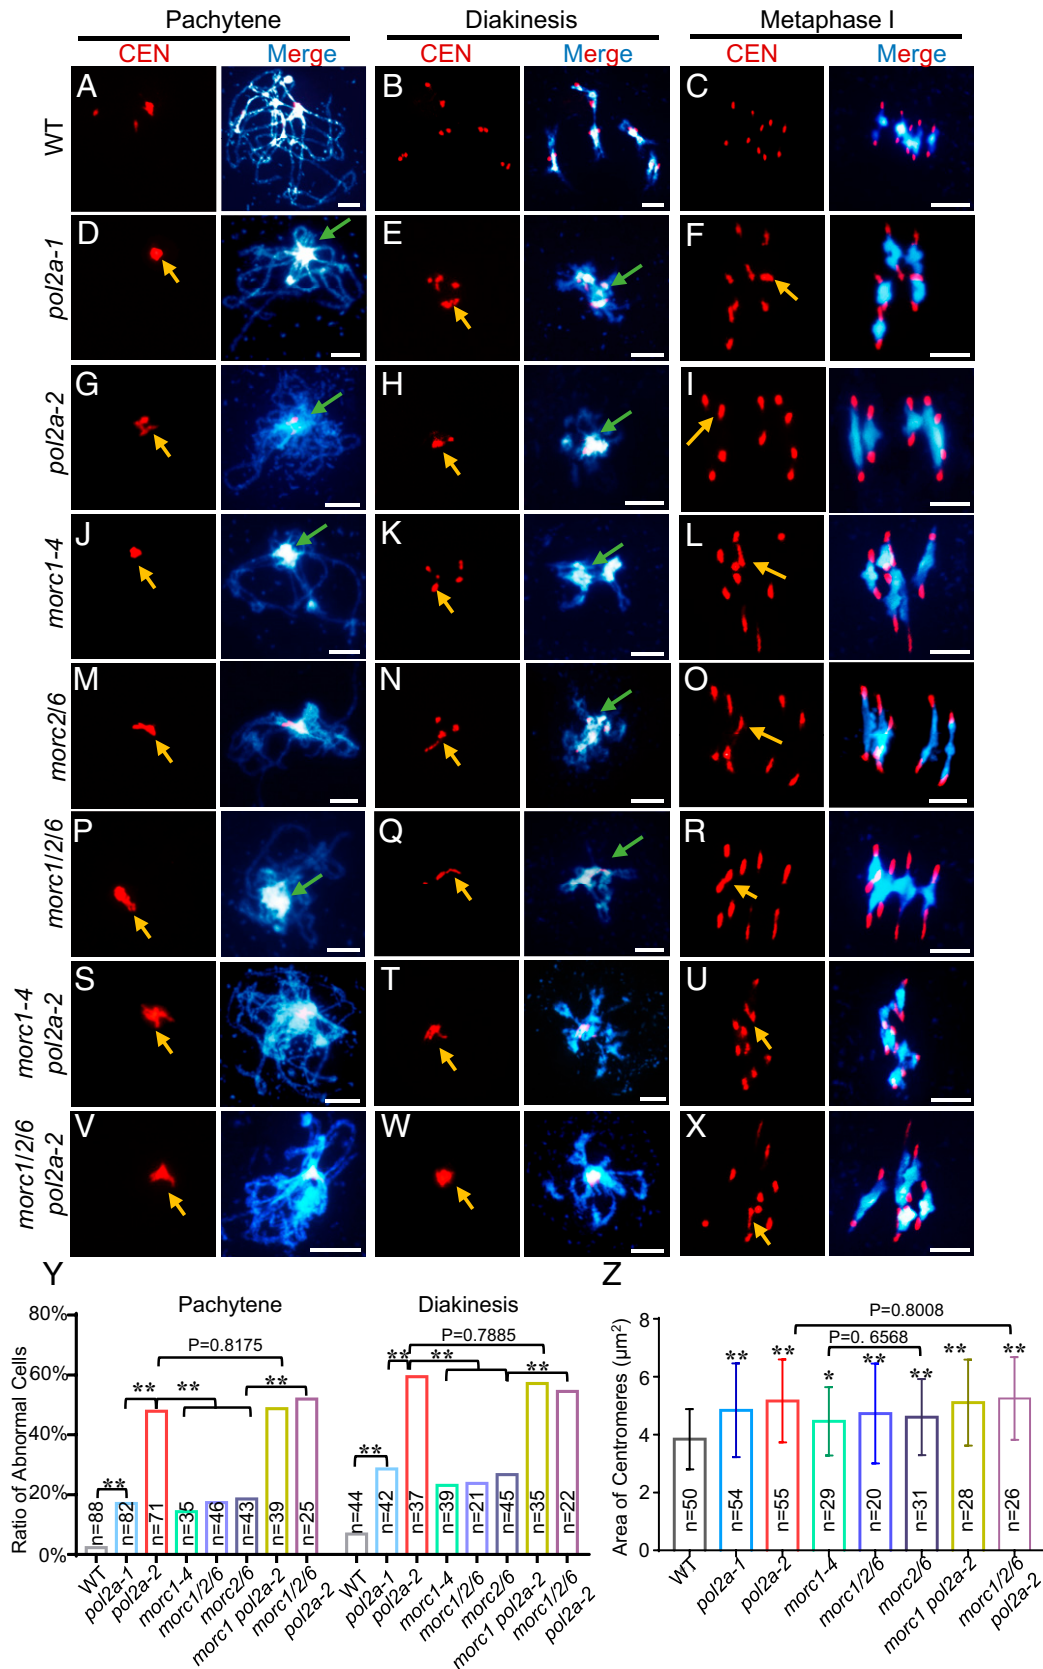 Pachytene Diakinesis Metaphase I
CEN Merge CEN Merge CEN Merge
WT A B C
pol2a-1 D E F
pol2a-2 G H I
morc1-4 J K L
morc2/6 M N O
morc1/2/6 P Q R
morc1-4 pol2a-2 S T U
morc1/2/6 pol2a-2 V W X
Y
Pachytene Diakinesis
Ratio of Abnormal Cells
80%
60%
40%
20%
0%
P=0.8175
** ** ** **
n=88 n=82 n=71 n=35 n=46 n=43 n=39 n=25
WT pol2a-1 pol2a-2 morc1-4 morc1/2/6 morc2/6 morc1 pol2a-2 morc1/2/6 pol2a-2
P=0.7885
** ** ** **
n=44 n=42 n=37 n=39 n=21 n=45 n=35 n=22
WT pol2a-1 pol2a-2 morc1-4 morc1/2/6 morc2/6 morc1 pol2a-2 morc1/2/6 pol2a-2
Z
Area of Centromeres (µm²)
8
6
4
2
0
P=0.8008
P=0. 6568
** ** * ** ** ** **
n=50 n=54 n=55 n=29 n=20 n=31 n=28 n=26
WT pol2a-1 pol2a-2 morc1-4 morc1/2/6 morc2/6 morc1 pol2a-2 morc1/2/6 pol2a-2